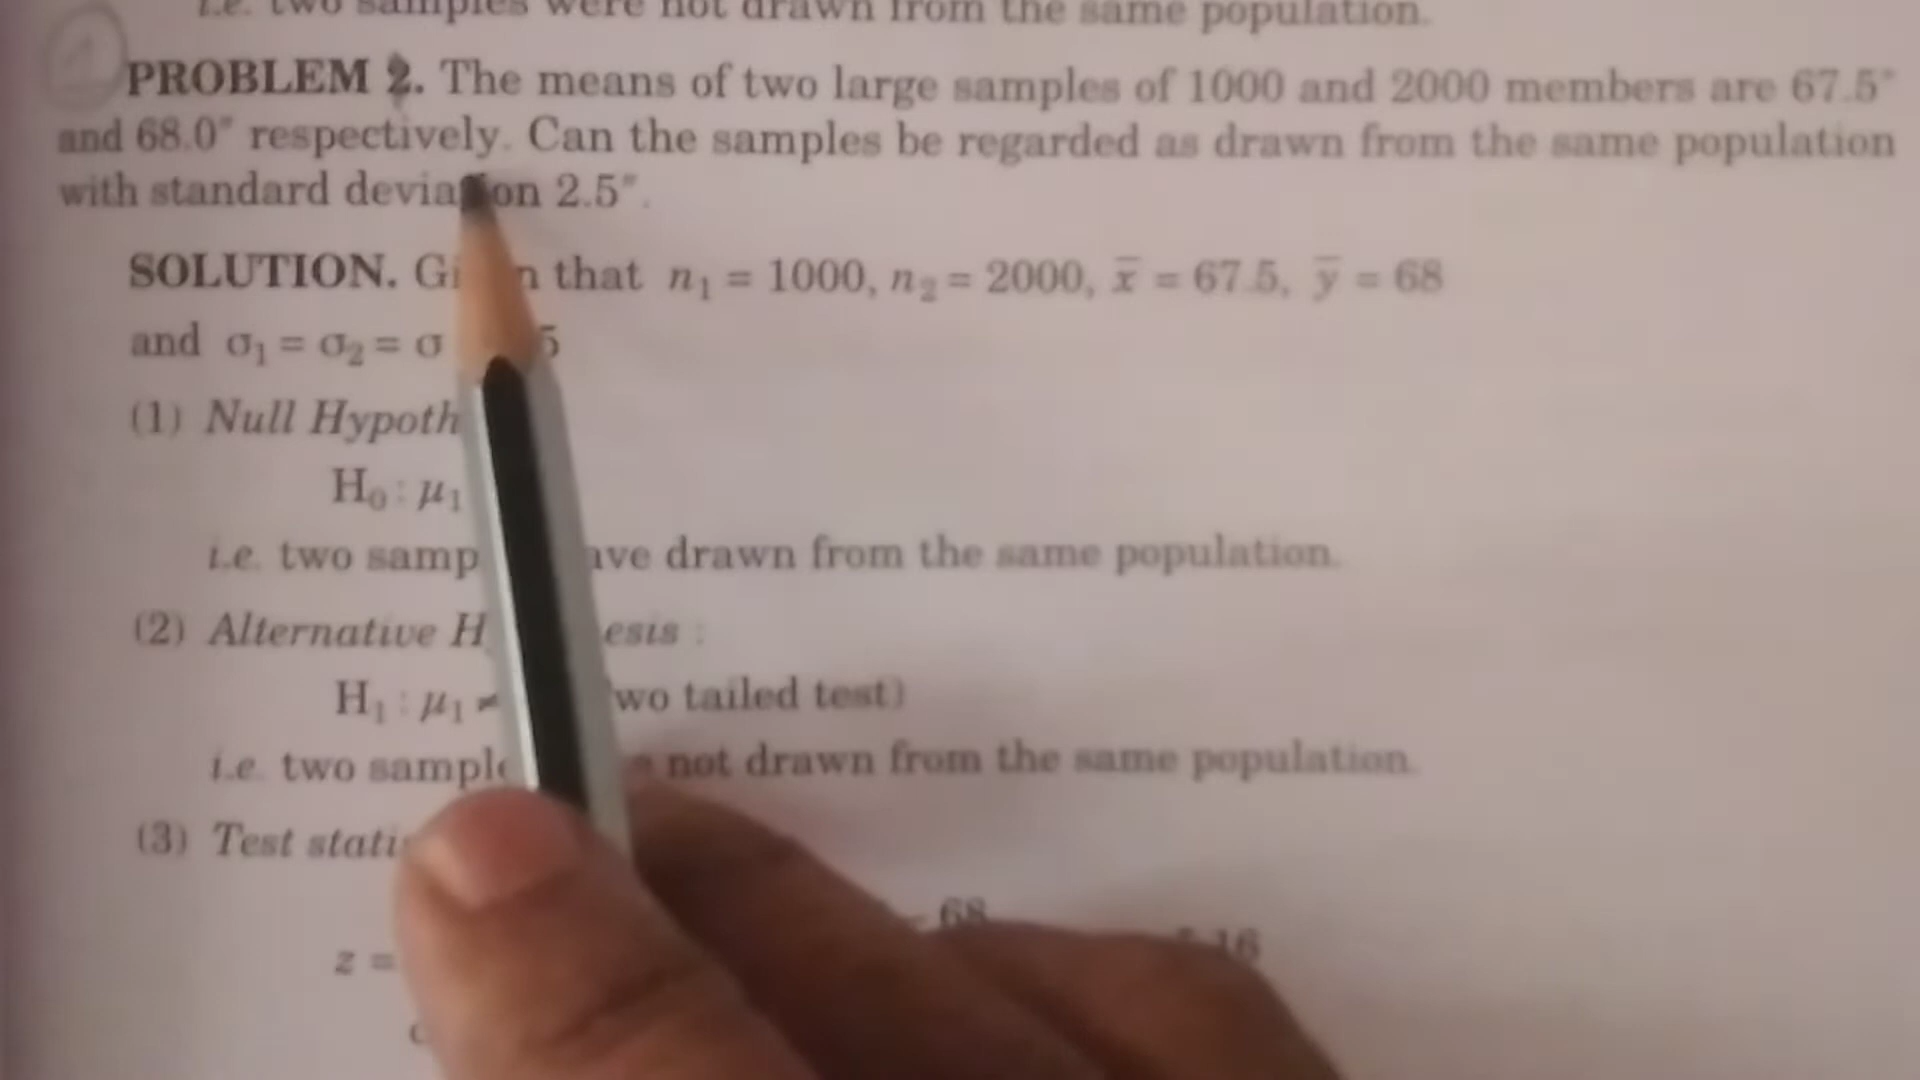 i.e. two samples were not drawn from the same population.
PROBLEM 2. The means of two large samples of 1000 and 2000 members are 67.5"
and 68.0" respectively. Can the samples be regarded as drawn from the same population
with standard deviation 2.5".
SOLUTION. Given that n₁ = 1000, n₂ = 2000, x̄ = 67.5, ȳ = 68
and σ₁ = σ₂ = σ 5
(1) Null Hypoth
H₀ : μ₁
i.e. two samp ave drawn from the same population.
(2) Alternative H esis :
H₁ : μ₁ ≠ wo tailed test)
i.e. two sample not drawn from the same population.
(3) Test stati
– 68
z = 16